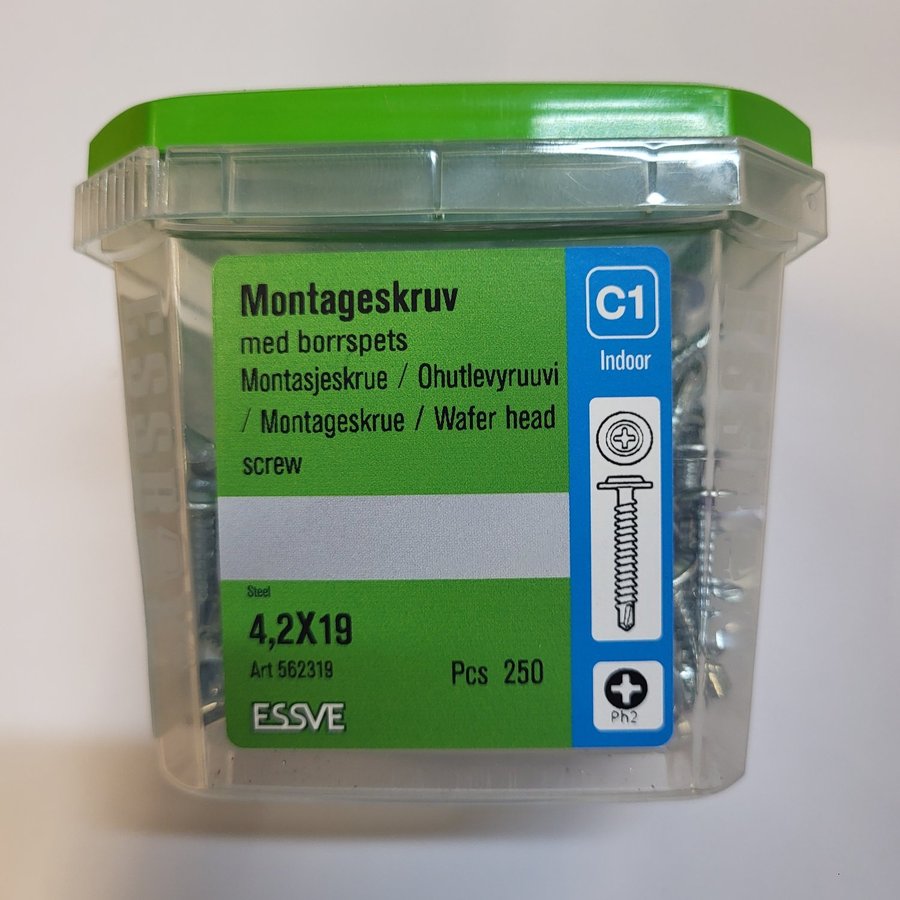 Montageskruv
med borrspets
Montasjeskrue / Ohutlevyruuvi
/ Montageskrue / Wafer head
screw
Steel
4,2X19
Art 562319
Pcs 250
ESSVE
C1
Indoor
Ph2
ESSVE